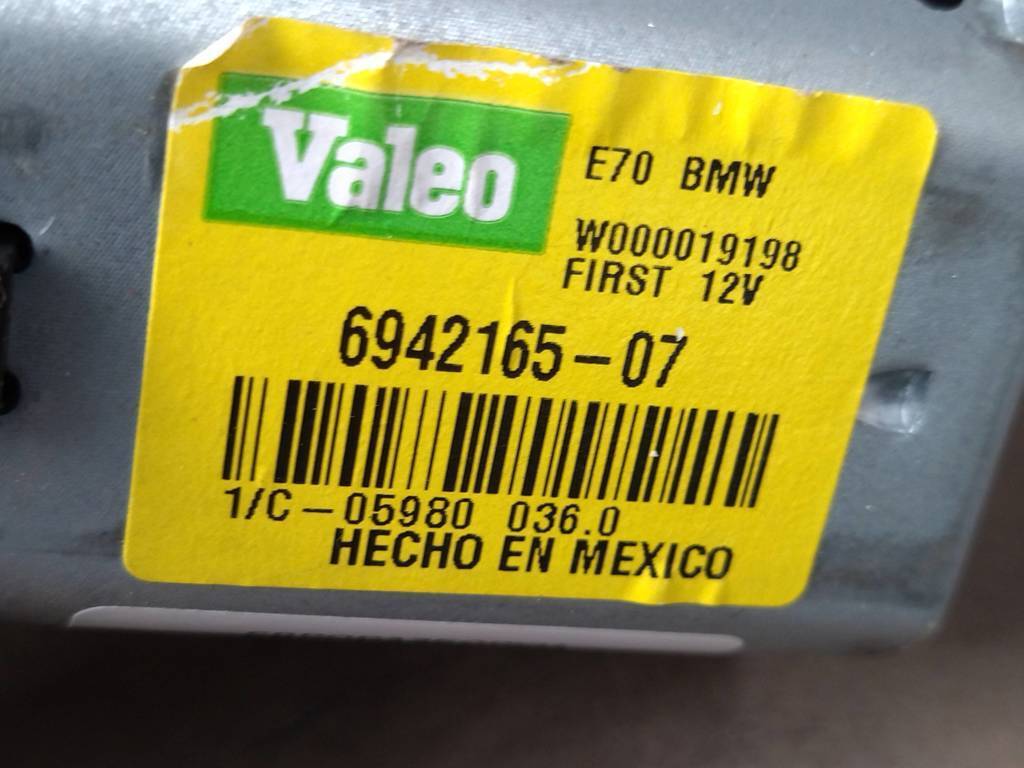 Valeo
E70 BMW
W000019198
FIRST 12V
6942165-07
1/C-05980 036.0
HECHO EN MEXICO